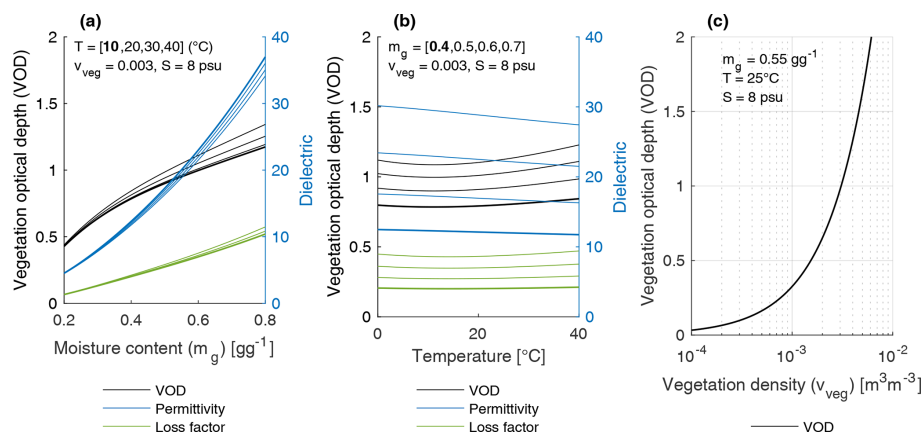 (a)
T = [10,20,30,40] (°C)
v_veg = 0.003, S = 8 psu
Vegetation optical depth (VOD)
2
1.5
1
0.5
0
40
30
20
10
0
Dielectric
0.2
0.4
0.6
0.8
Moisture content (m_g) [gg⁻¹]
VOD
Permittivity
Loss factor
(b)
m_g = [0.4,0.5,0.6,0.7]
v_veg = 0.003, S = 8 psu
Vegetation optical depth (VOD)
2
1.5
1
0.5
0
40
30
20
10
0
Dielectric
0
20
40
Temperature [°C]
VOD
Permittivity
Loss factor
(c)
m_g = 0.55 gg⁻¹
T = 25°C
S = 8 psu
Vegetation optical depth (VOD)
2
1.5
1
0.5
0
10⁻⁴
10⁻³
10⁻²
Vegetation density (v_veg) [m³m⁻³]
VOD